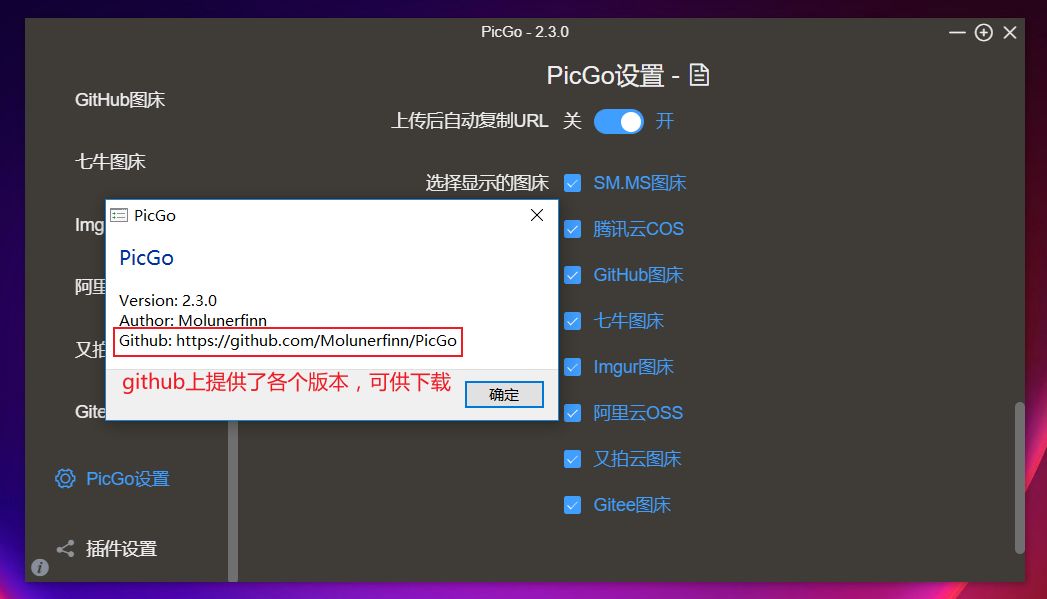 PicGo - 2.3.0
PicGo设置 -
GitHub图床
上传后自动复制URL 关 开
七牛图床
选择显示的图床
SM.MS图床
腾讯云COS
GitHub图床
七牛图床
Imgur图床
阿里云OSS
又拍云图床
Gitee图床
Img
阿里
又拍
Gite
PicGo设置
插件设置
PicGo
PicGo
Version: 2.3.0
Author: Molunerfinn
Github: https://github.com/Molunerfinn/PicGo
github上提供了各个版本，可供下载
确定